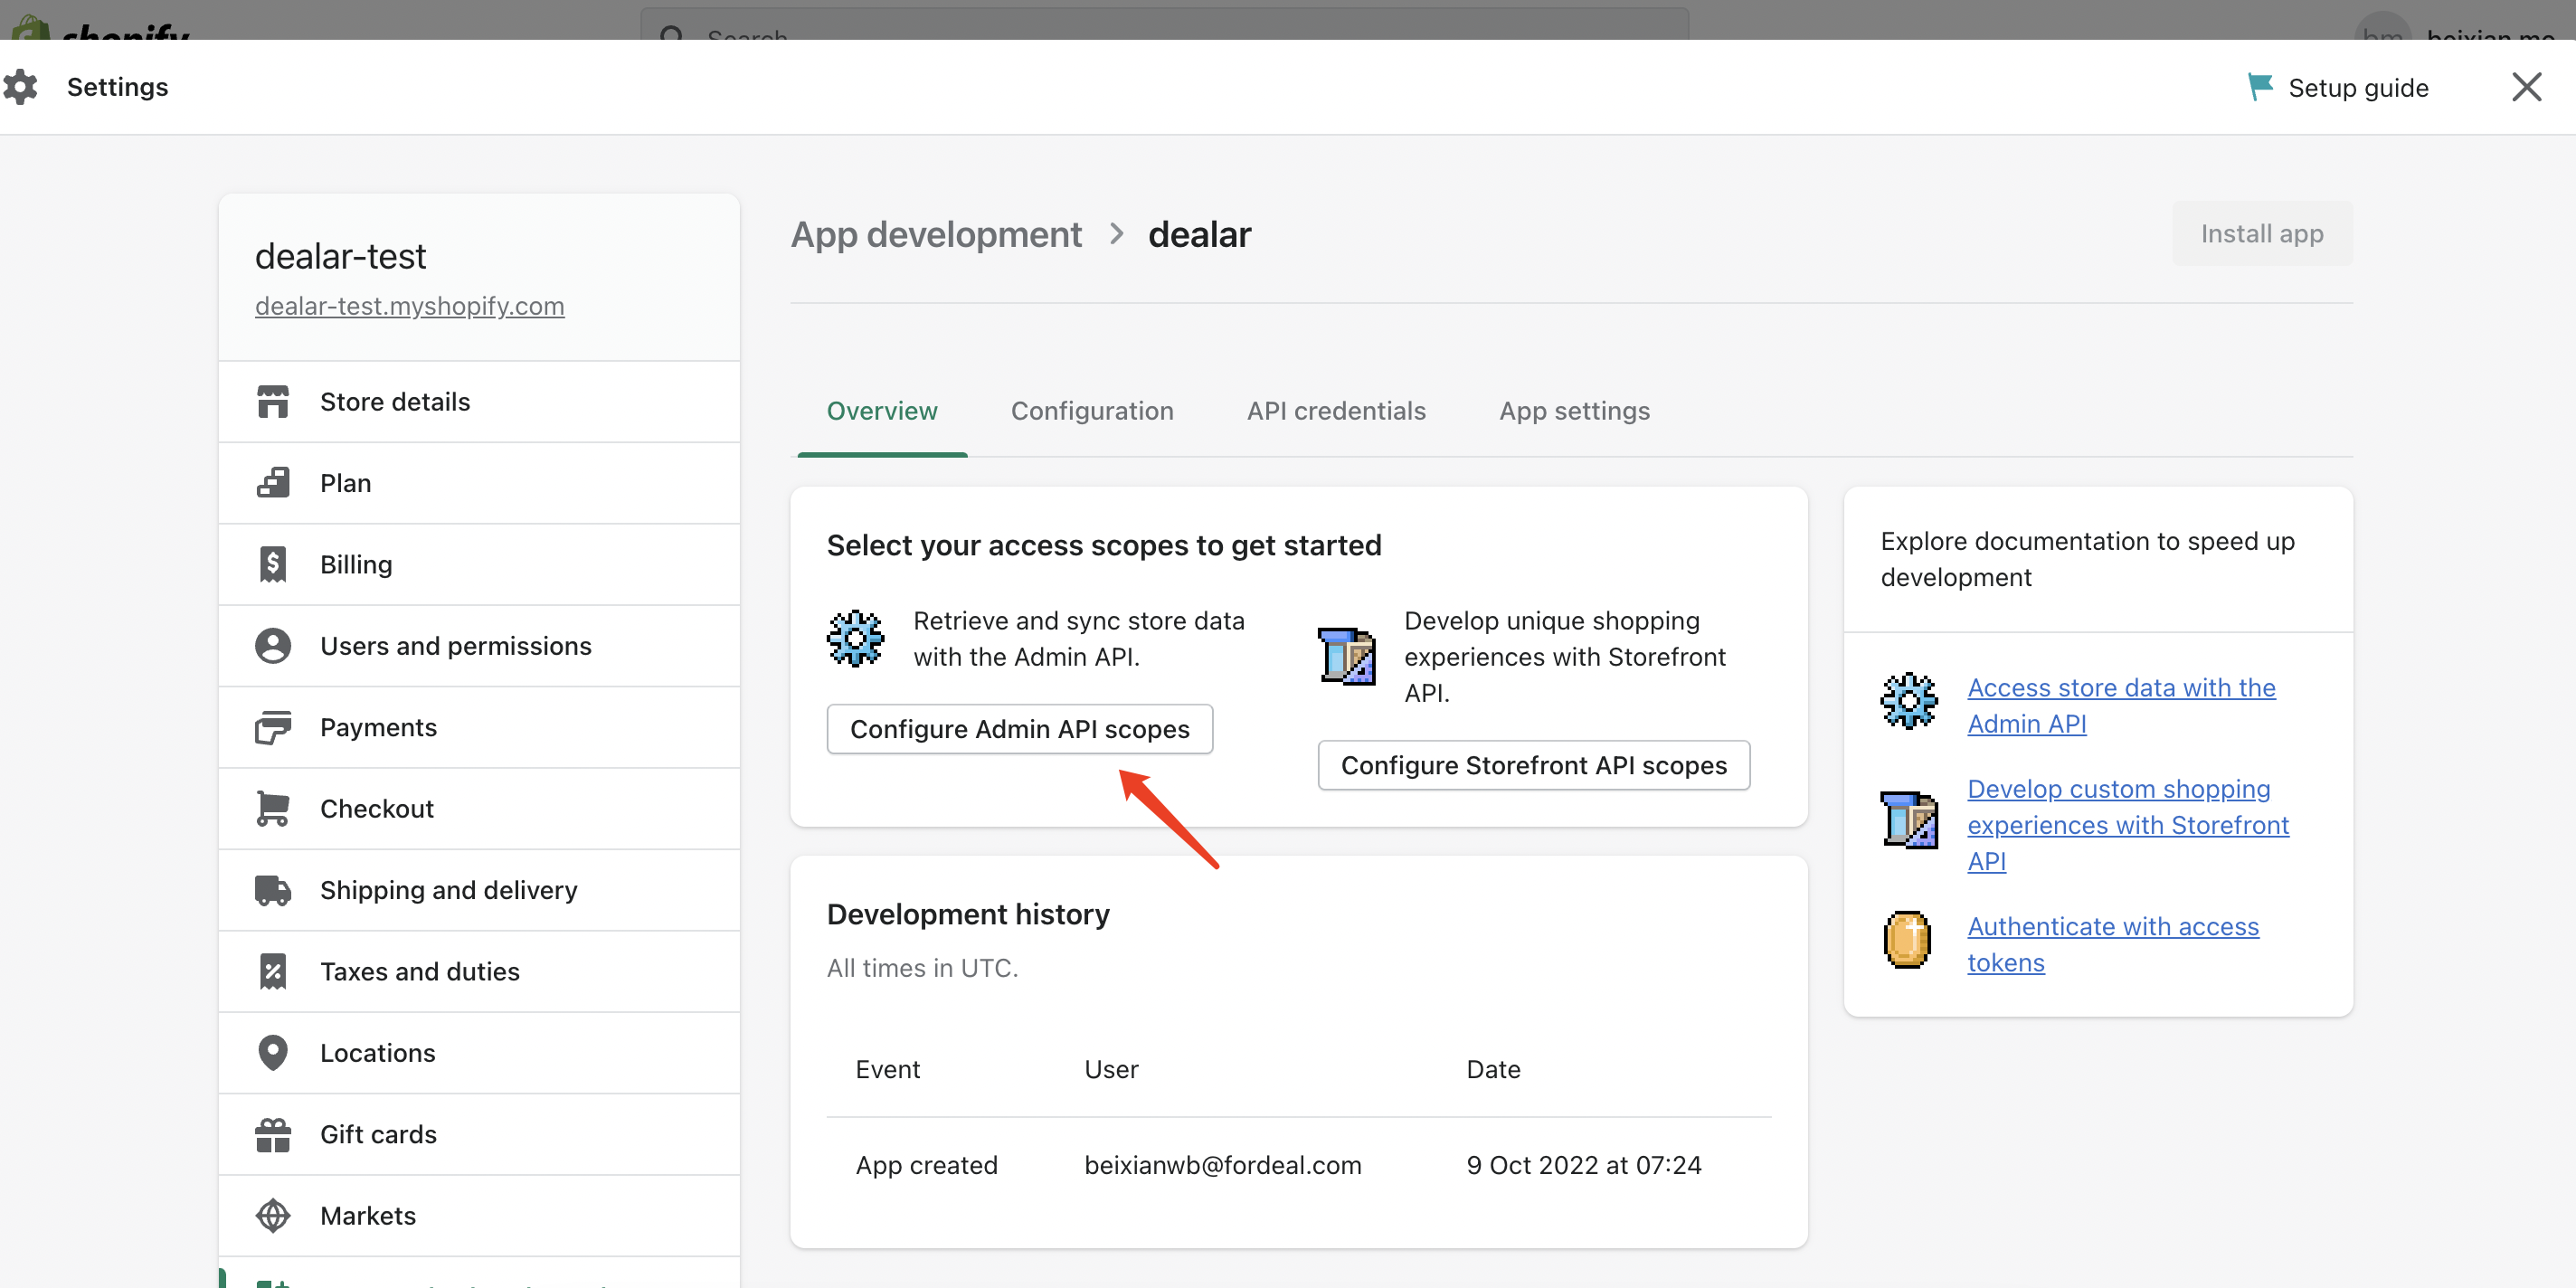 shopify
Search
beixian mo
Settings
Setup guide
dealar-test
dealar-test.myshopify.com
Store details
Plan
Billing
Users and permissions
Payments
Checkout
Shipping and delivery
Taxes and duties
Locations
Gift cards
Markets
App development > dealar
Install app
Overview
Configuration
API credentials
App settings
Select your access scopes to get started
Retrieve and sync store data
with the Admin API.
Configure Admin API scopes
Develop unique shopping
experiences with Storefront
API.
Configure Storefront API scopes
Development history
All times in UTC.
Event User Date
App created beixianwb@fordeal.com 9 Oct 2022 at 07:24
Explore documentation to speed up
development
Access store data with the
Admin API
Develop custom shopping
experiences with Storefront
API
Authenticate with access
tokens